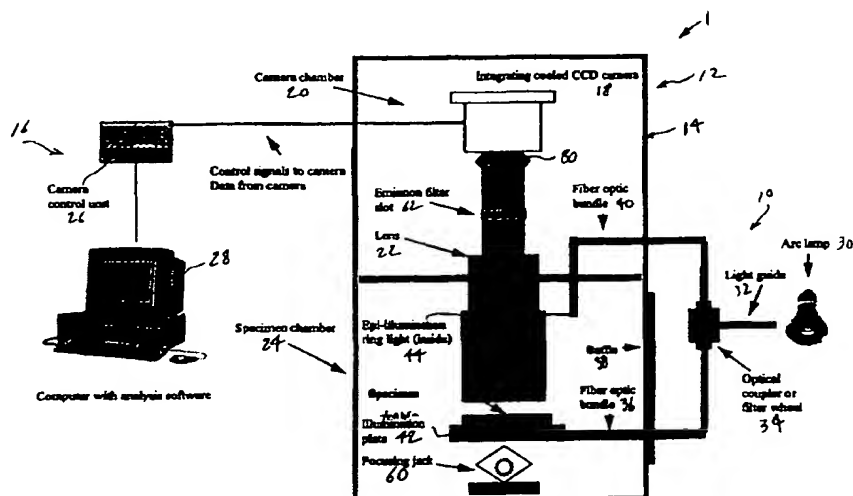 1
Camera chamber
20
Integrating cooled CCD camera
18
12
14
16
Camera
control unit
26
Control signals to camera
Data from camera
80
Emission filter
slot 62
Fiber optic
bundle 40
10
Arc lamp 30
Lens
22
Light guide
32
28
Specimen chamber
24
Epi-illumination
ring light (inside)
44
Baffle
58
Optical
coupler or
filter wheel
34
Computer with analysis software
Specimen
Fiber optic
bundle 36
Illumination
plate 42
Focusing jack
60